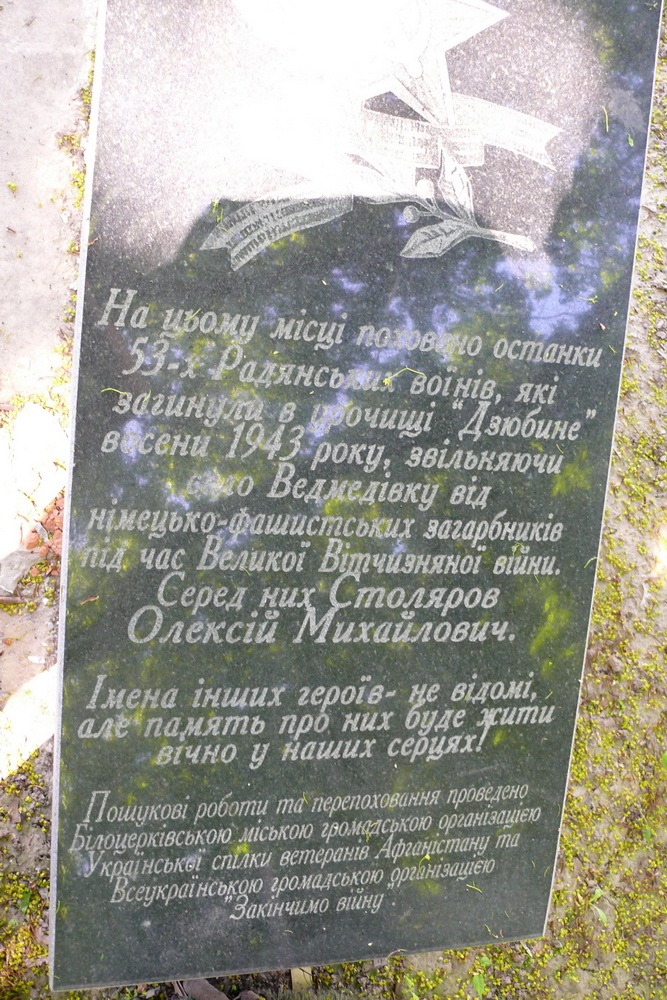 На цьому місці поховано останки
53-х Радянських воїнів, які
загинули в урочищі "Дзюбине"
восени 1943 року, звільняючи
село Ведмедівку від
німецько-фашистських загарбників
під час Великої Вітчизняної війни.
Серед них Столяров
Олексій Михайлович.
Імена інших героїв- не відомі,
але память про них буде жити
вічно у наших серцях!
Пошукові роботи та перепоховання проведено
Білоцерківською міською громадською організацією
Української спілки ветеранів Афганістану та
Всеукраїнською громадською організацією
"Закінчимо війну".